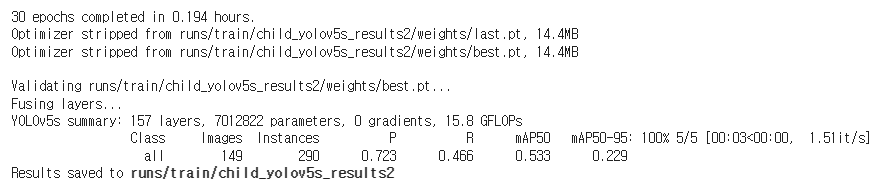 30 epochs completed in 0.194 hours.
Optimizer stripped from runs/train/child_yolov5s_results2/weights/last.pt, 14.4MB
Optimizer stripped from runs/train/child_yolov5s_results2/weights/best.pt, 14.4MB
Validating runs/train/child_yolov5s_results2/weights/best.pt...
Fusing layers...
YOLOv5s summary: 157 layers, 7012822 parameters, 0 gradients, 15.8 GFLOPs
Class Images Instances P R mAP50 mAP50-95: 100% 5/5 [00:03<00:00, 1.51it/s]
all 149 290 0.723 0.466 0.533 0.229
Results saved to runs/train/child_yolov5s_results2